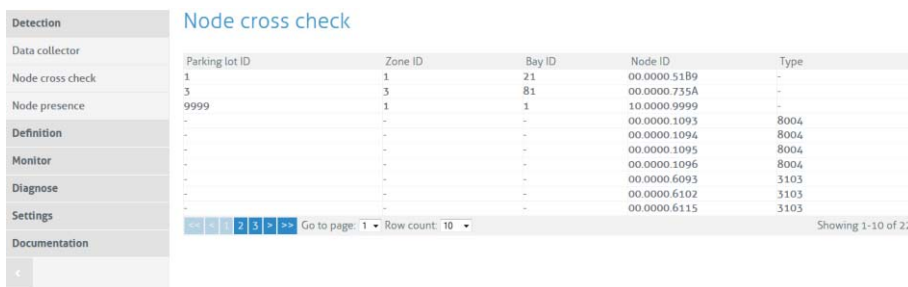 Detection
Data collector
Node cross check
Node presence
Definition
Monitor
Diagnose
Settings
Documentation
<
Node cross check
Parking lot ID Zone ID Bay ID Node ID Type
1 1 21 00.0000.51B9 -
3 3 81 00.0000.735A -
9999 1 1 10.0000.9999 -
- - - 00.0000.1093 8004
- - - 00.0000.1094 8004
- - - 00.0000.1095 8004
- - - 00.0000.1096 8004
- - - 00.0000.6093 3103
- - - 00.0000.6102 3103
- - - 00.0000.6115 3103
<< < 1 2 3 > >> Go to page: 1 Row count: 10 Showing 1-10 of 22